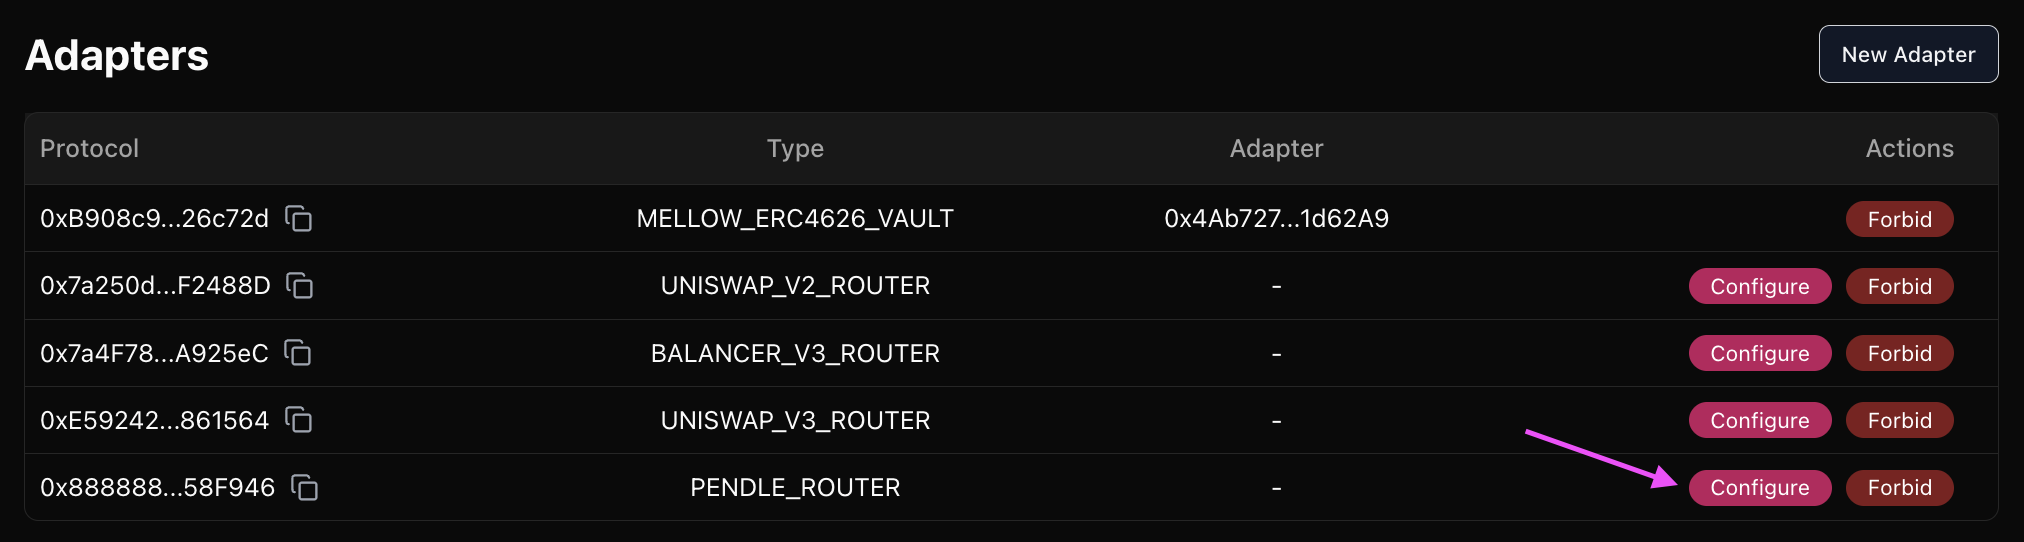 Adapters
New Adapter
Protocol Type Adapter Actions
0xB908c9...26c72d MELLOW_ERC4626_VAULT 0x4Ab727...1d62A9 Forbid
0x7a250d...F2488D UNISWAP_V2_ROUTER - Configure Forbid
0x7a4F78...A925eC BALANCER_V3_ROUTER - Configure Forbid
0xE59242...861564 UNISWAP_V3_ROUTER - Configure Forbid
0x888888...58F946 PENDLE_ROUTER - Configure Forbid